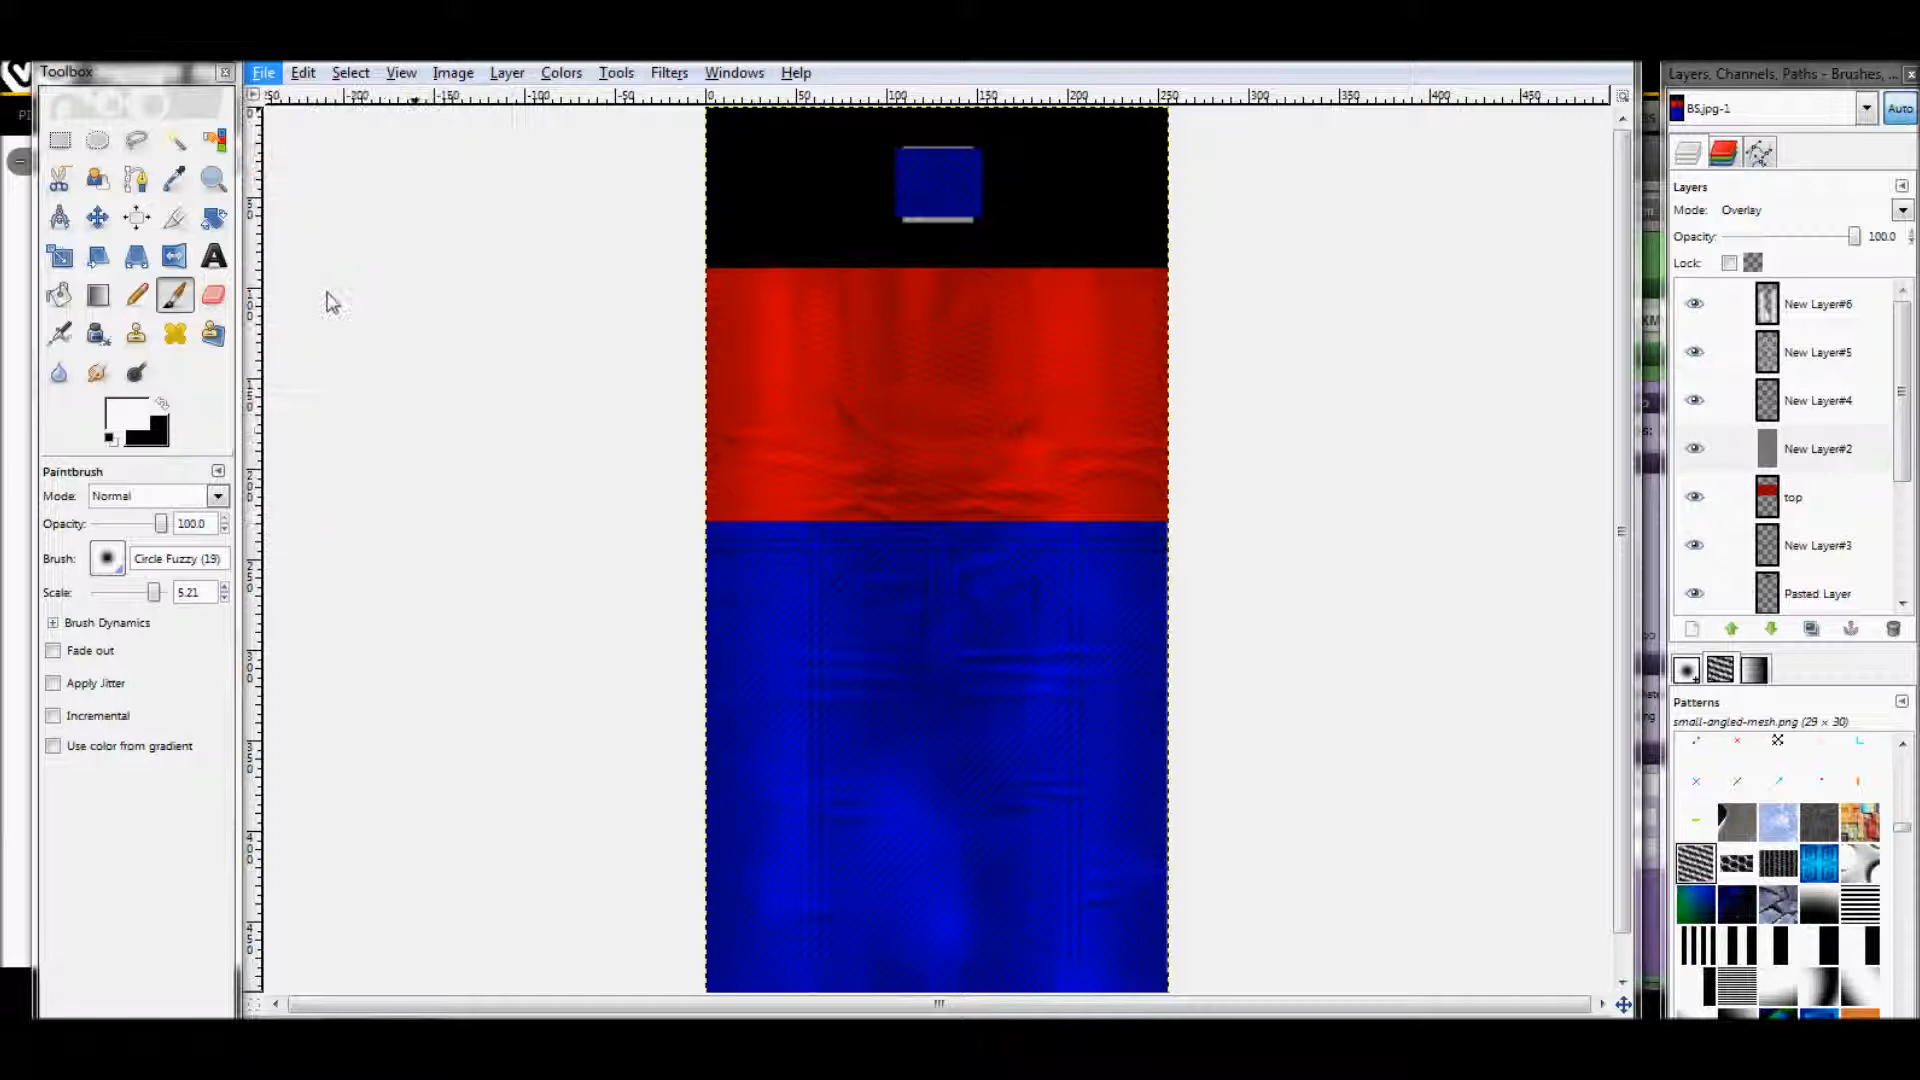 Toolbox
File Edit Select View Image Layer Colors Tools Filters Windows Help
Layers, Channels, Paths - Brushes, ...
-200 -150 -100 -50 0 50 100 150 200 250 300 350 400 450
BS.jpg-1
Auto
Layers
Mode: Overlay
Opacity: 100.0
Lock:
New Layer#6
New Layer#5
New Layer#4
New Layer#2
top
New Layer#3
Pasted Layer
Paintbrush
Mode: Normal
Opacity: 100.0
Brush: Circle Fuzzy (19)
Scale: 5.21
Brush Dynamics
Fade out
Apply Jitter
Incremental
Use color from gradient
Patterns
small-angled-mesh.png (29 × 30)